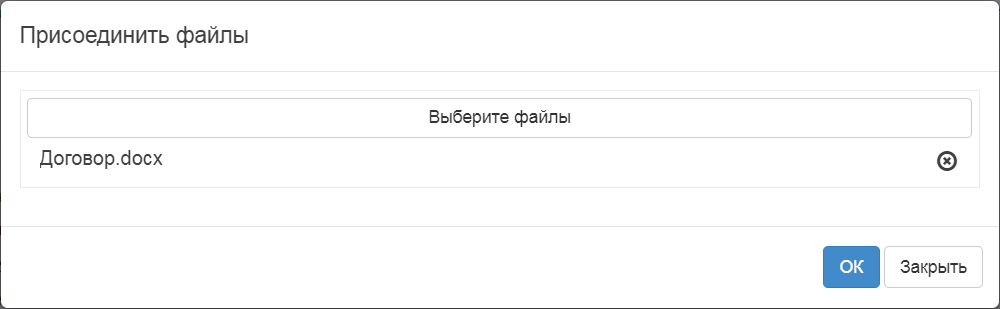 Присоединить файлы
Выберите файлы
Договор.docx
ОК Закрыть